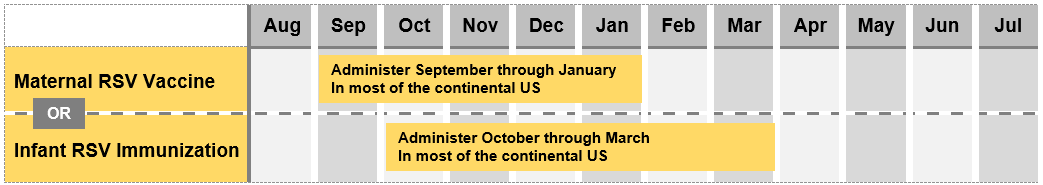 Aug Sep Oct Nov Dec Jan Feb Mar Apr May Jun Jul
Maternal RSV Vaccine
Administer September through January
In most of the continental US
OR
Infant RSV Immunization
Administer October through March
In most of the continental US